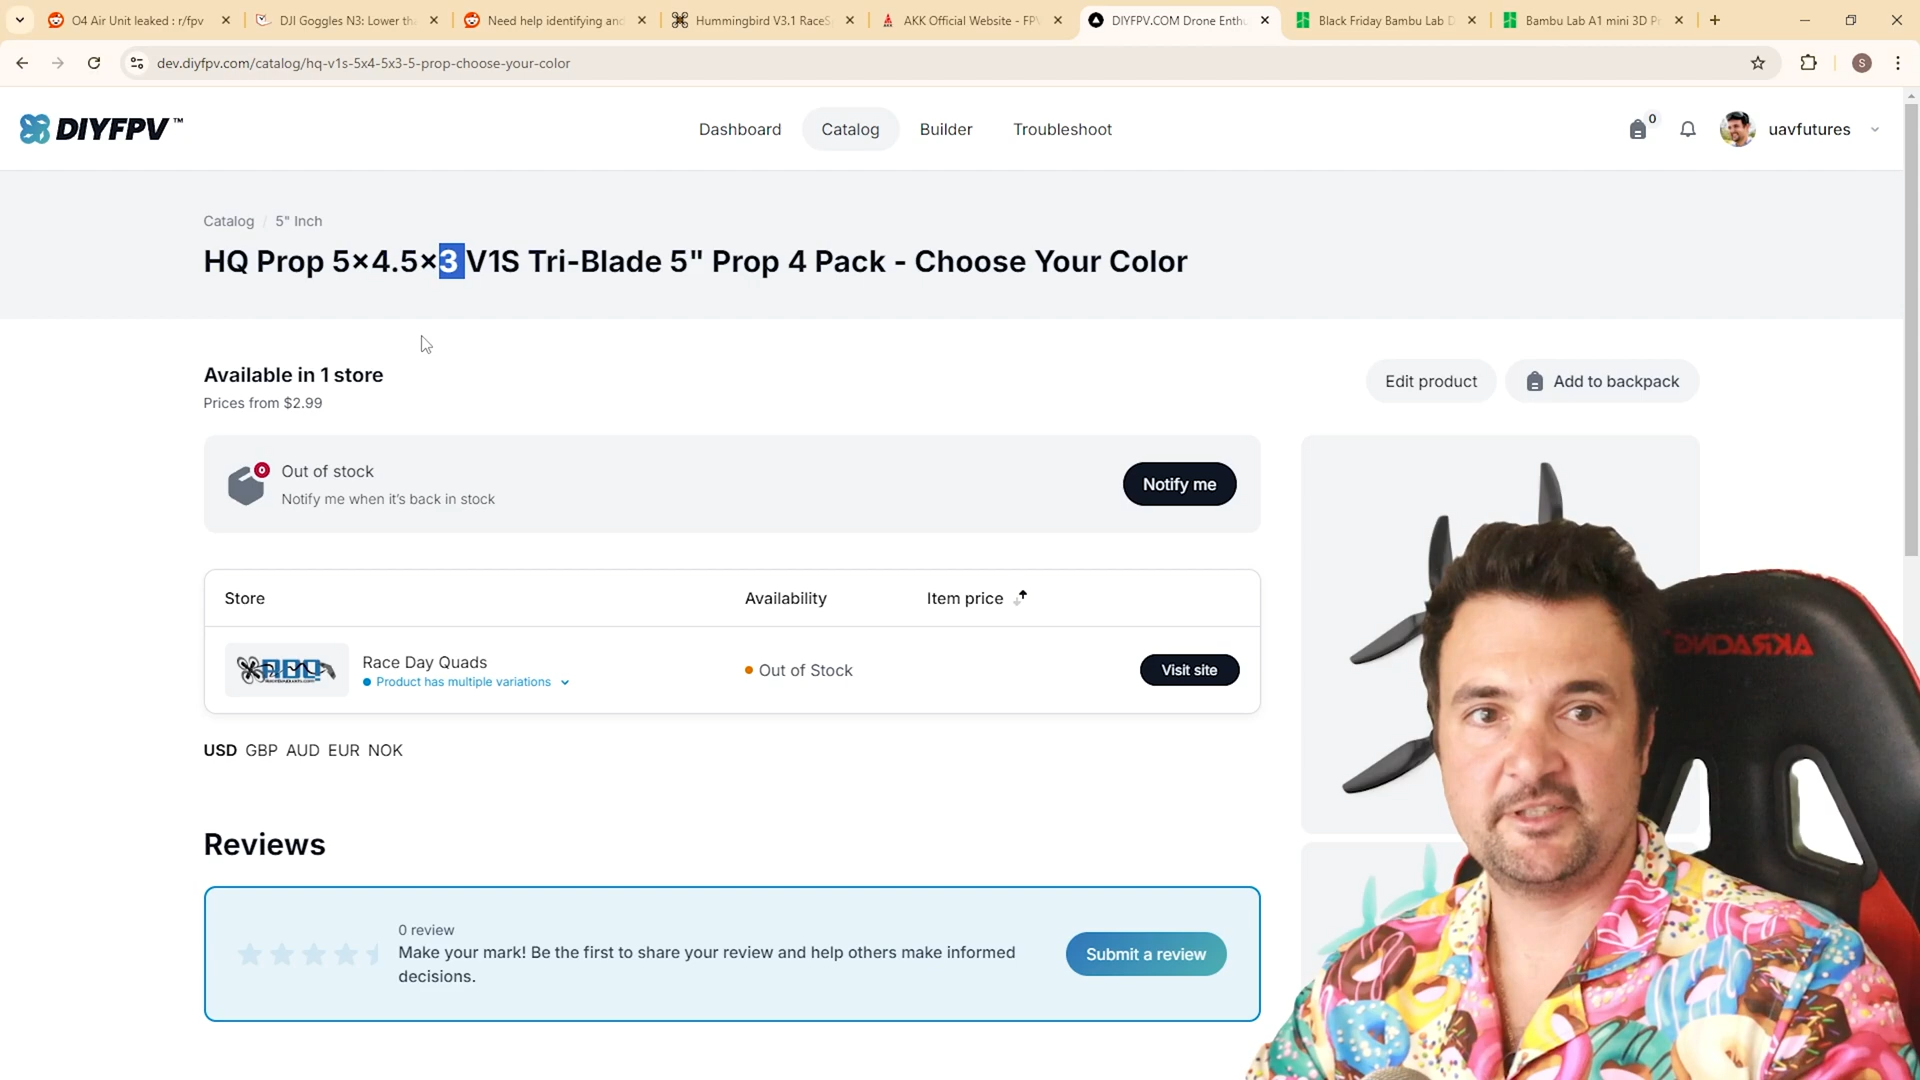 O4 Air Unit leaked : r/fpv
DJI Goggles N3: Lower th
Need help identifying and
Hummingbird V3.1 RaceS
AKK Official Website - FP
DIYFPV.COM Drone Enthu
Black Friday Bambu Lab D
Bambu Lab A1 mini 3D Pr
dev.diyfpv.com/catalog/hq-v1s-5x4-5x3-5-prop-choose-your-color
S
DIYFPV™
Dashboard
Catalog
Builder
Troubleshoot
0
uavfutures
Catalog / 5" Inch
HQ Prop 5×4.5×3 V1S Tri-Blade 5" Prop 4 Pack - Choose Your Color
Available in 1 store
Prices from $2.99
Edit product
Add to backpack
0
Out of stock
Notify me when it's back in stock
Notify me
Store
Availability
Item price
Race Day Quads
Product has multiple variations
Out of Stock
Visit site
USD GBP AUD EUR NOK
Reviews
0 review
Make your mark! Be the first to share your review and help others make informed
decisions.
Submit a review
AKRACING